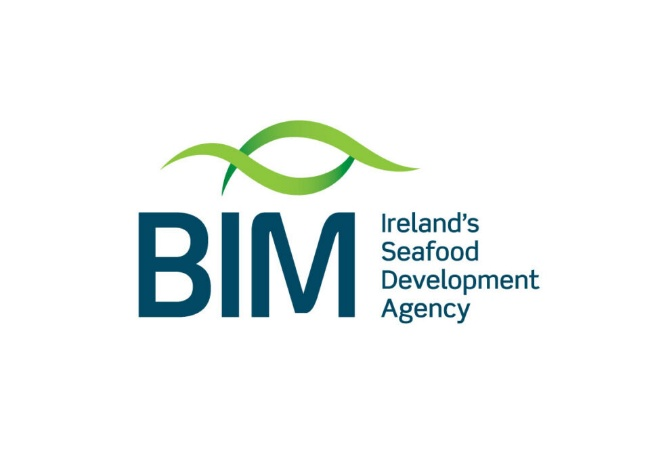 BIM
Ireland's
Seafood
Development
Agency